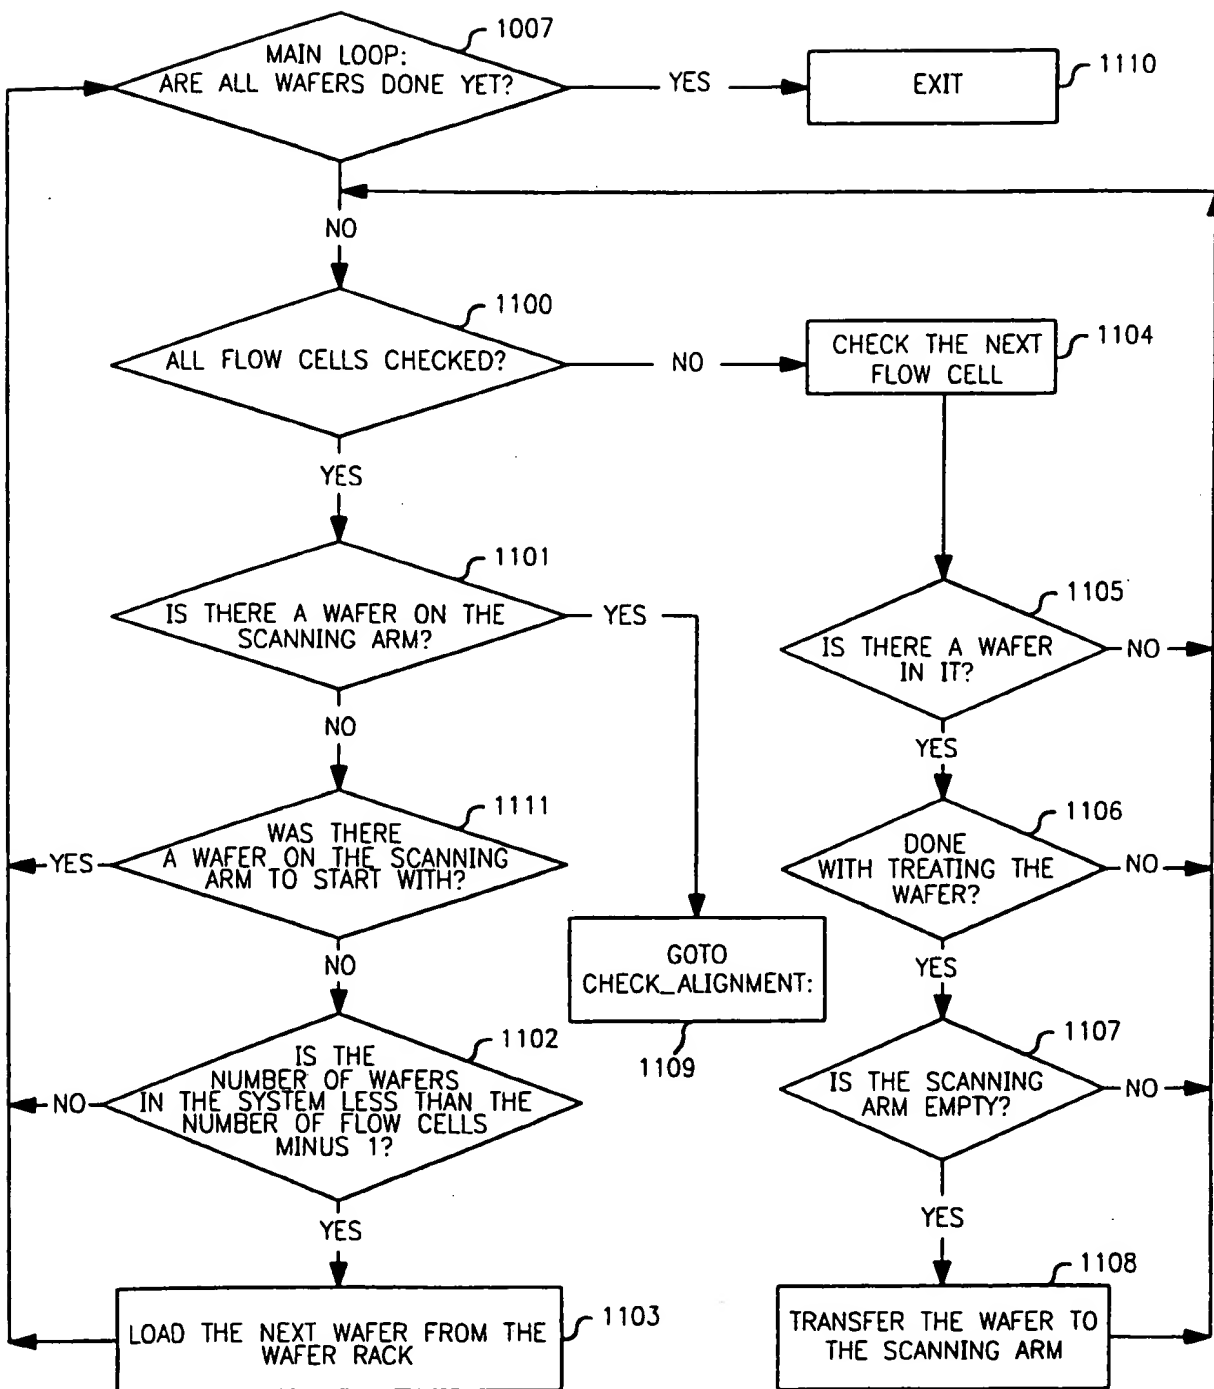 1007
MAIN LOOP:
ARE ALL WAFERS DONE YET?
YES
EXIT
1110
NO
1100
ALL FLOW CELLS CHECKED?
NO
CHECK THE NEXT
FLOW CELL
1104
YES
1101
IS THERE A WAFER ON THE
SCANNING ARM?
YES
1105
IS THERE A WAFER
IN IT?
NO
NO
YES
1111
WAS THERE
A WAFER ON THE SCANNING
ARM TO START WITH?
YES
1106
DONE
WITH TREATING THE
WAFER?
NO
NO
YES
GOTO
CHECK_ALIGNMENT:
1109
1102
IS THE
NUMBER OF WAFERS
IN THE SYSTEM LESS THAN THE
NUMBER OF FLOW CELLS
MINUS 1?
NO
1107
IS THE SCANNING
ARM EMPTY?
NO
YES
YES
1103
LOAD THE NEXT WAFER FROM THE
WAFER RACK
1108
TRANSFER THE WAFER TO
THE SCANNING ARM